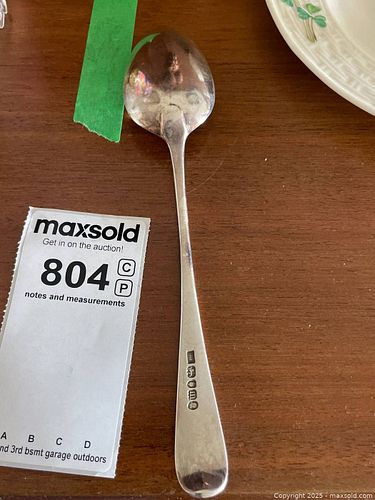 maxsold
Get in on the auction!
804 C
P
notes and measurements
A B C D
nd 3rd bsmt garage outdoors
Copyright 2025 - maxsold.com